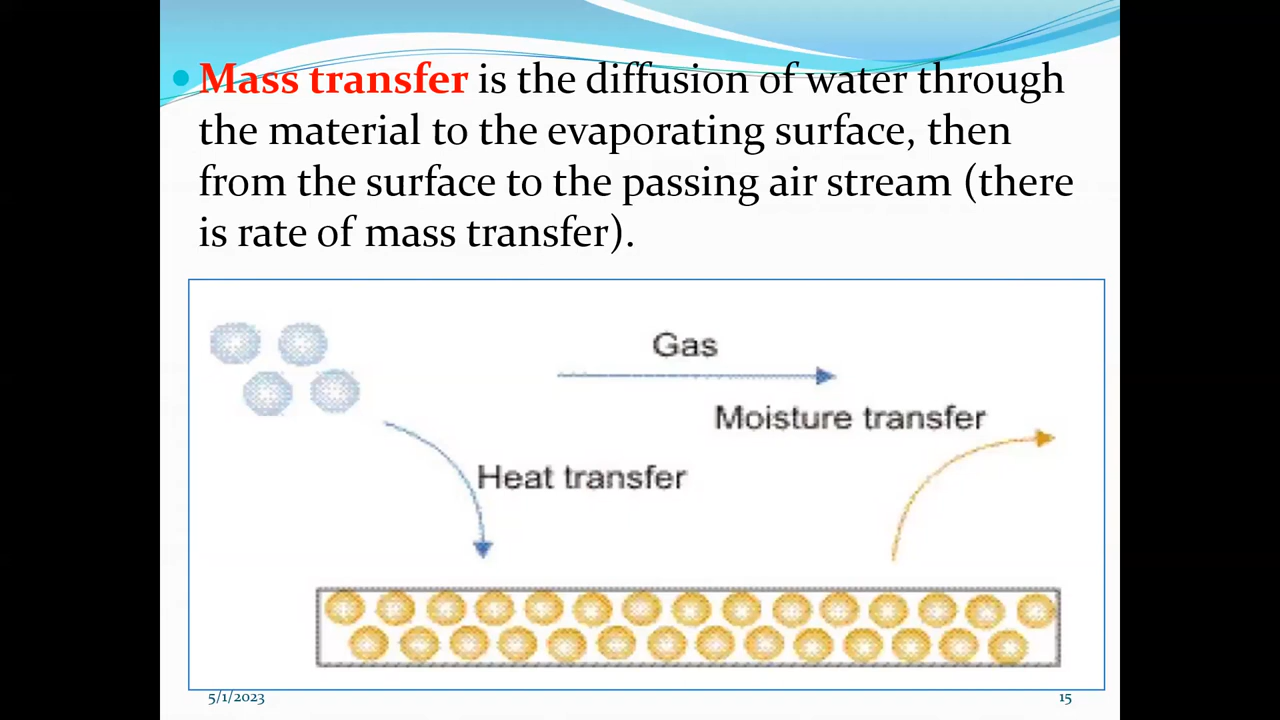 Mass transfer is the diffusion of water through
the material to the evaporating surface, then
from the surface to the passing air stream (there
is rate of mass transfer).
Gas
Moisture transfer
Heat transfer
5/1/2023
15